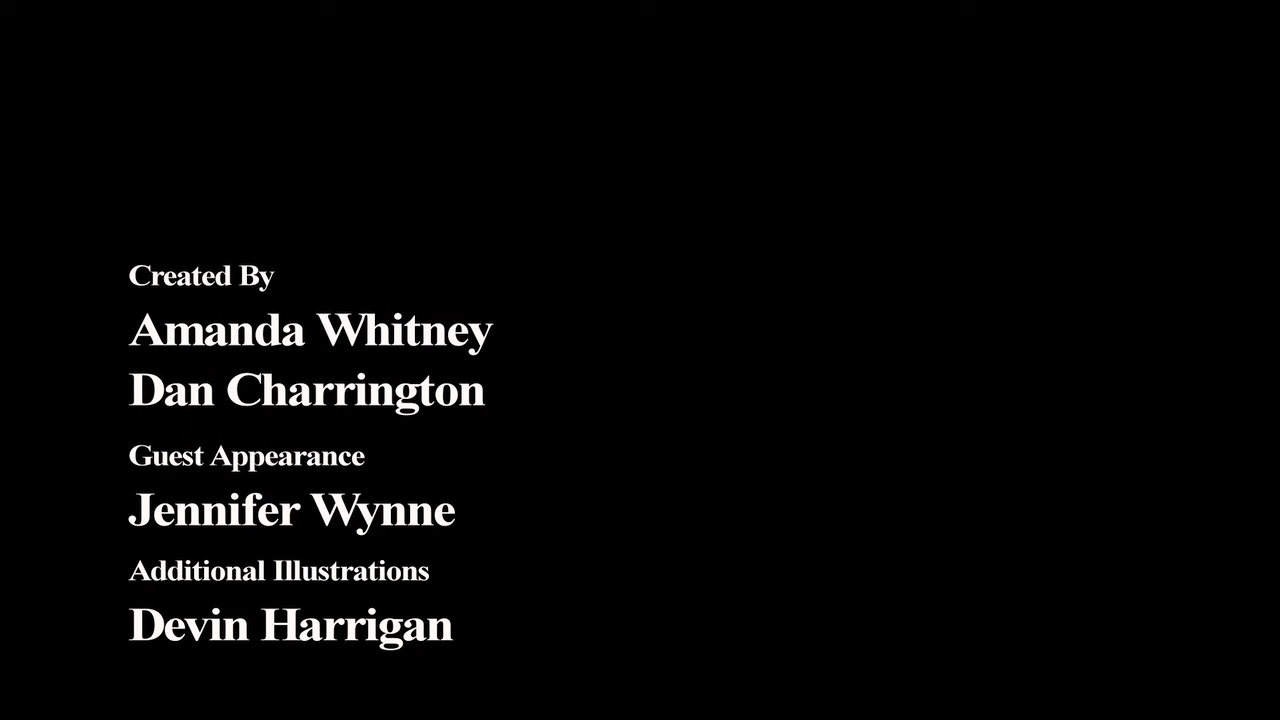 Created By
Amanda Whitney
Dan Charrington
Guest Appearance
Jennifer Wynne
Additional Illustrations
Devin Harrigan